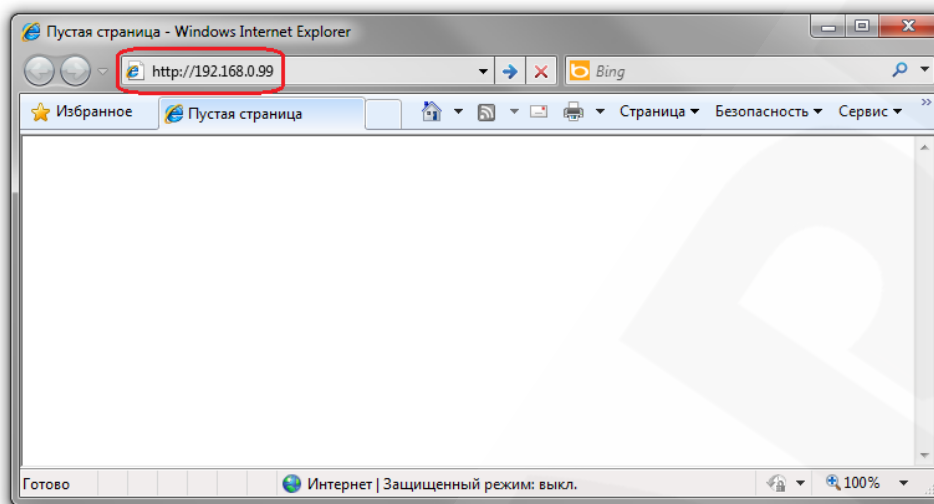 Пустая страница - Windows Internet Explorer
http://192.168.0.99
Bing
Избранное
Пустая страница
Страница
Безопасность
Сервис
Готово
Интернет | Защищенный режим: выкл.
100%